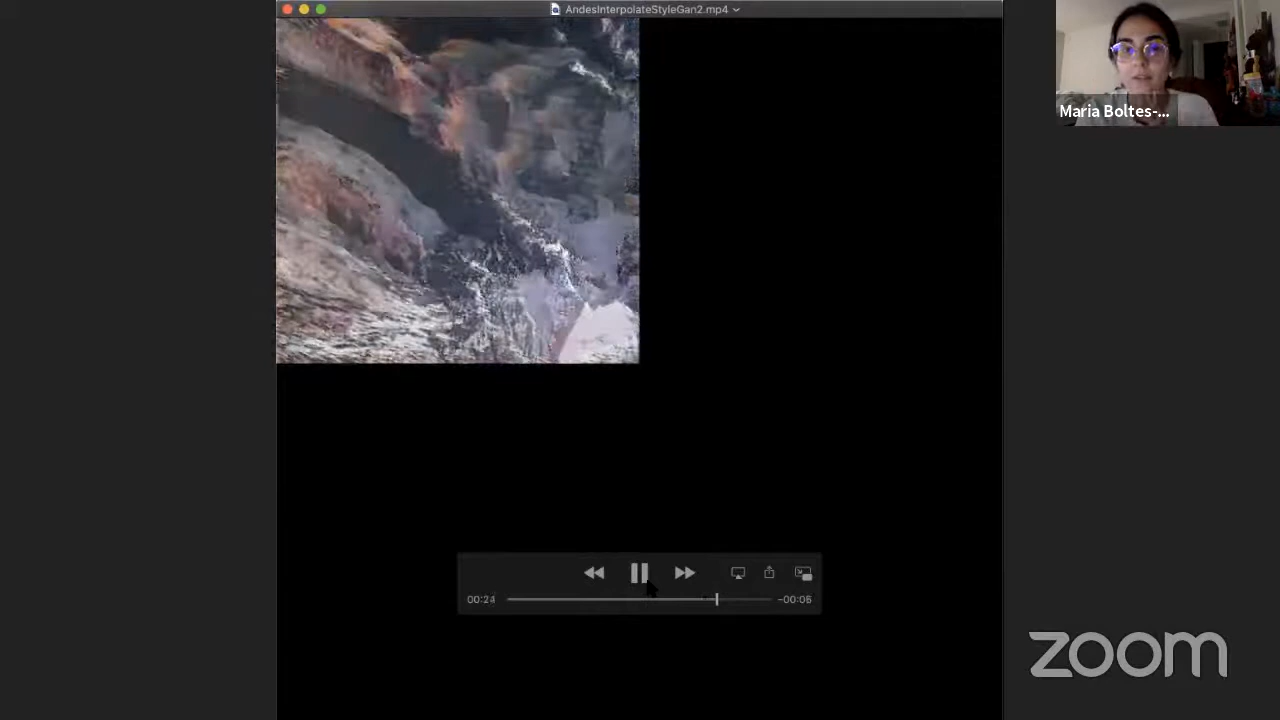 AndesInterpolateStyleGan2.mp4
Maria Boltes-...
00:24
-00:06
zoom